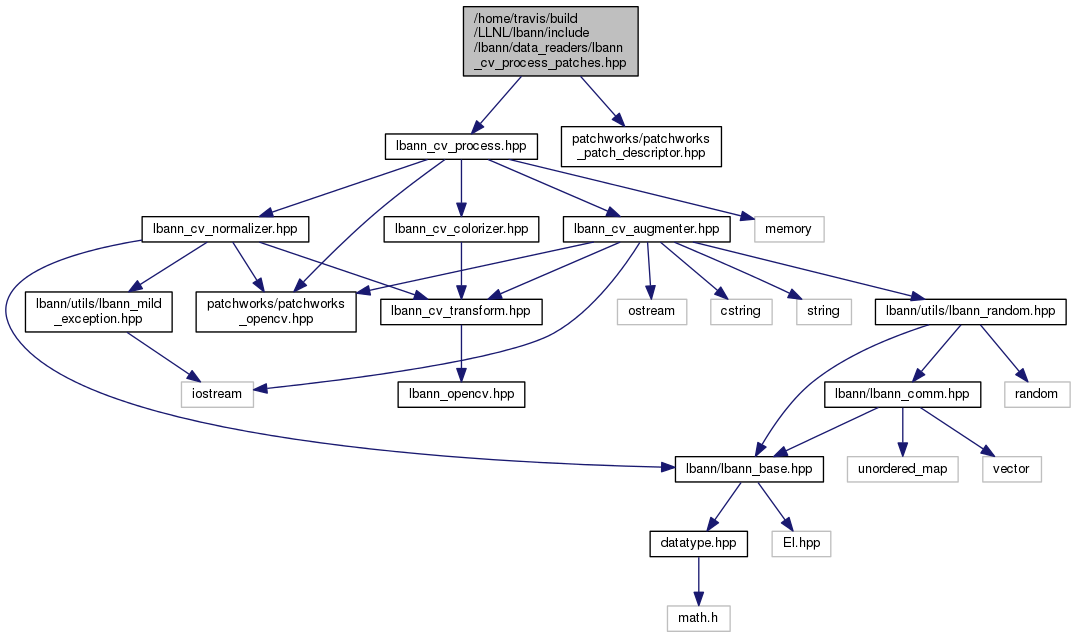 /home/travis/build
/LLNL/lbann/include
/lbann/data_readers/lbann
_cv_process_patches.hpp
lbann_cv_process.hpp
patchworks/patchworks
_patch_descriptor.hpp
lbann_cv_normalizer.hpp
lbann_cv_colorizer.hpp
lbann_cv_augmenter.hpp
memory
lbann/utils/lbann_mild
_exception.hpp
patchworks/patchworks
_opencv.hpp
lbann_cv_transform.hpp
ostream
cstring
string
lbann/utils/lbann_random.hpp
iostream
lbann_opencv.hpp
lbann/lbann_comm.hpp
random
lbann/lbann_base.hpp
unordered_map
vector
datatype.hpp
El.hpp
math.h